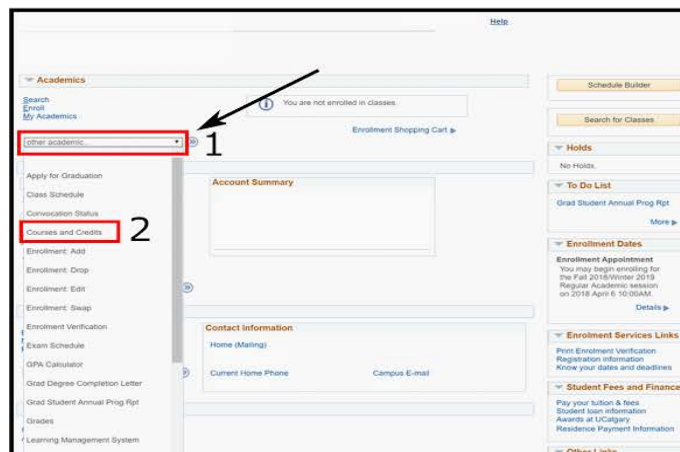 Help
Academics
Search
Enroll
My Academics
other academic...
1
You are not enrolled in classes.
Enrollment Shopping Cart
Apply for Graduation
Class Schedule
Convocation Status
Courses and Credits
2
Enrollment: Add
Enrollment: Drop
Enrollment: Edit
Enrollment: Swap
Enrolment Verification
Exam Schedule
GPA Calculator
Grad Degree Completion Letter
Grad Student Annual Prog Rpt
Grades
Learning Management System
Account Summary
Contact Information
Home (Mailing)
Current Home Phone
Campus E-mail
Schedule Builder
Search for Classes
Holds
No Holds.
To Do List
Grad Student Annual Prog Rpt
More
Enrollment Dates
Enrollment Appointment
You may begin enrolling for
the Fall 2018/Winter 2019
Regular Academic session
on 2018 April 6 10:00AM.
Details
Enrolment Services Links
Print Enrolment Verification
Registration information
Know your dates and deadlines
Student Fees and Finance
Pay your tuition & fees
Student loan information
Awards at UCalgary
Residence Payment Information
Other Links